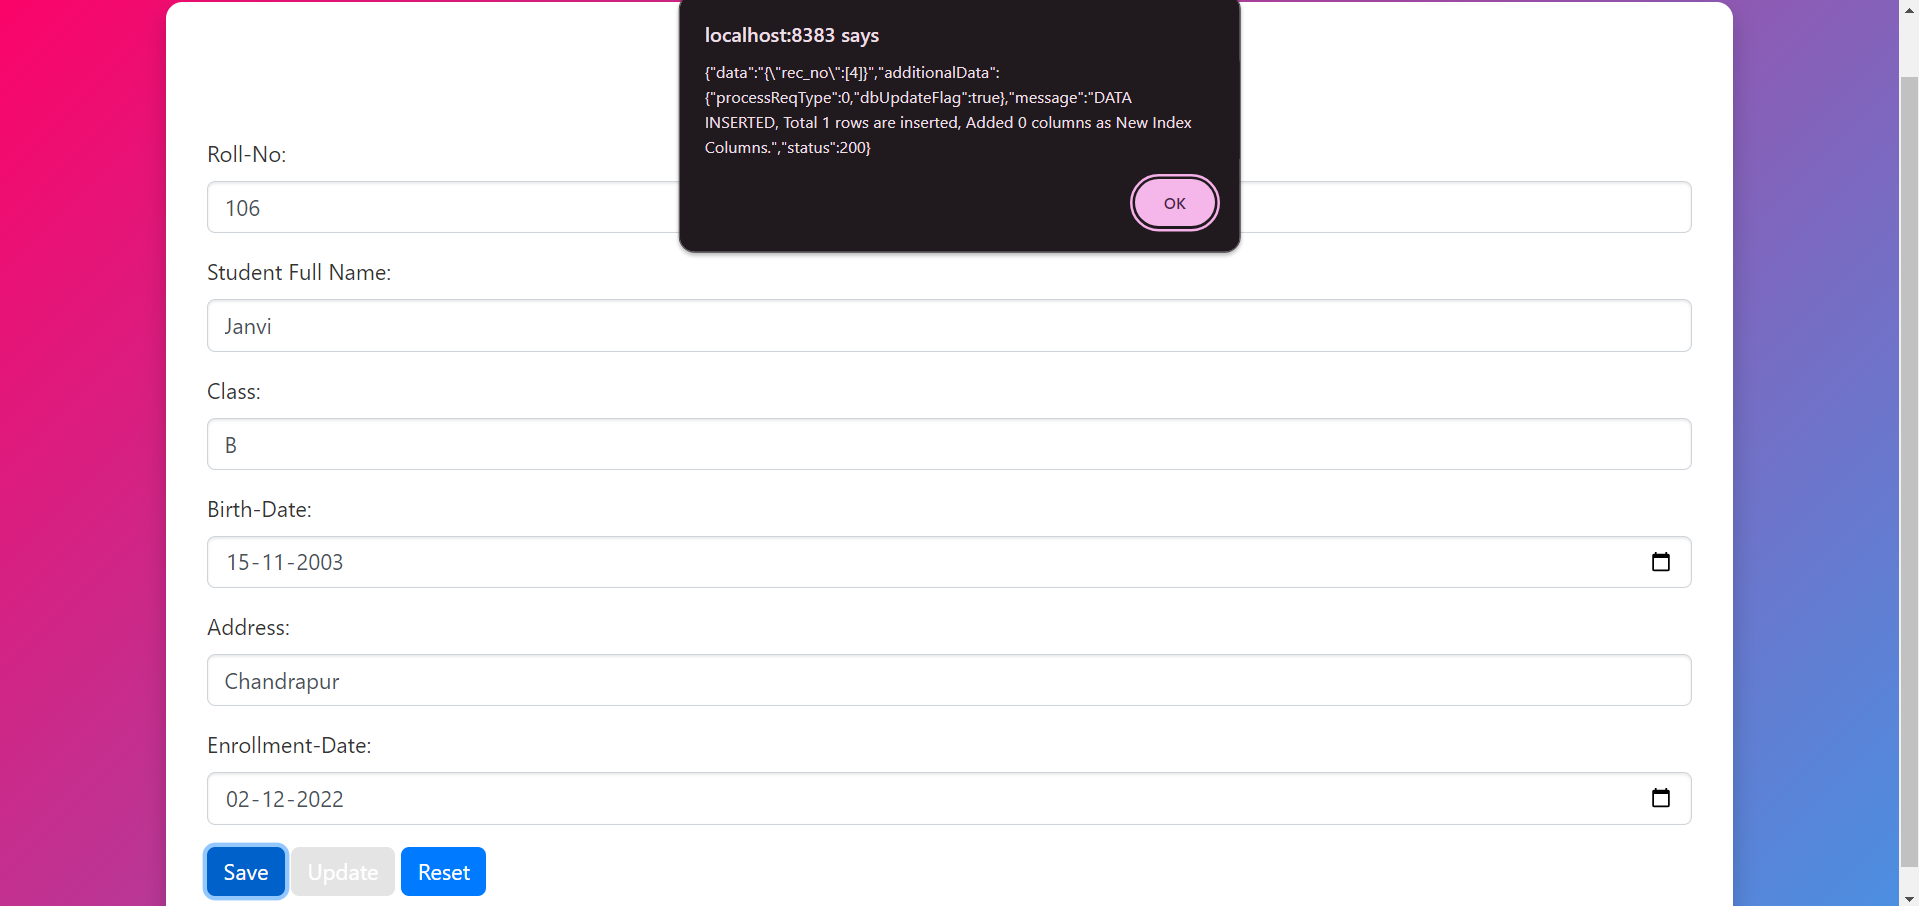 localhost:8383 says
{"data":"{\"rec_no\":[4]}","additionalData":
{"processReqType":0,"dbUpdateFlag":true},"message":"DATA
INSERTED, Total 1 rows are inserted, Added 0 columns as New Index
Columns.","status":200}
OK
Roll-No:
106
Student Full Name:
Janvi
Class:
B
Birth-Date:
15-11-2003
Address:
Chandrapur
Enrollment-Date:
02-12-2022
Save Update Reset